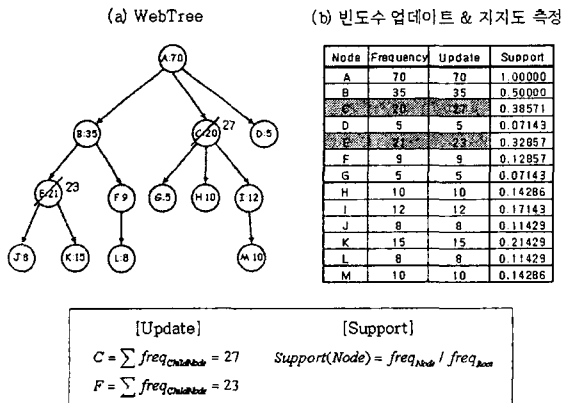 (a) WebTree
(b) 빈도수 업데이트 & 지지도 측정
A:70
B:35
C:20
27
D:5
E:21
23
F:9
G:5
H:10
I:12
J:8
K:15
L:8
M:10
Node Frequency Update Support
A 70 70 1.00000
B 35 35 0.50000
C 20 27 0.38571
D 5 5 0.07143
E 21 23 0.32857
F 9 9 0.12857
G 5 5 0.07143
H 10 10 0.14286
I 12 12 0.17143
J 8 8 0.11429
K 15 15 0.21429
L 8 8 0.11429
M 10 10 0.14286
[Update]
[Support]
C = ∑ freq_ChildNode = 27
Support(Node) = freq_Node / freq_Root
F = ∑ freq_ChildNode = 23